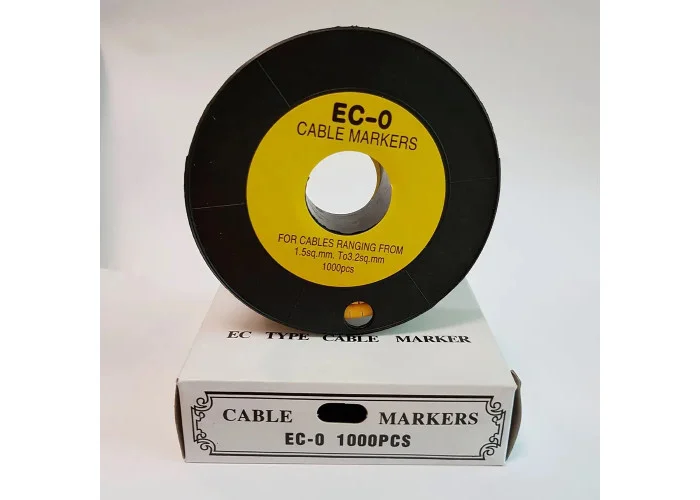 EC-0
CABLE MARKERS
FOR CABLES RANGING FROM
1.5sq.mm. To3.2sq.mm
1000pcs
EC TYPE CABLE MARKER
CABLE MARKERS
EC-0 1000PCS